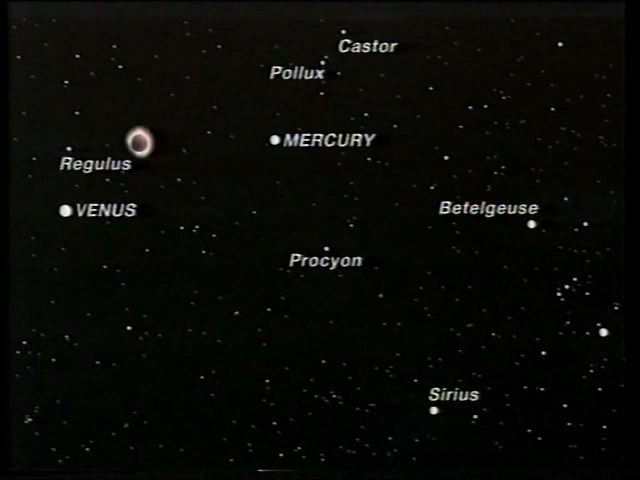 Castor
Pollux
MERCURY
Regulus
VENUS
Betelgeuse
Procyon
Sirius